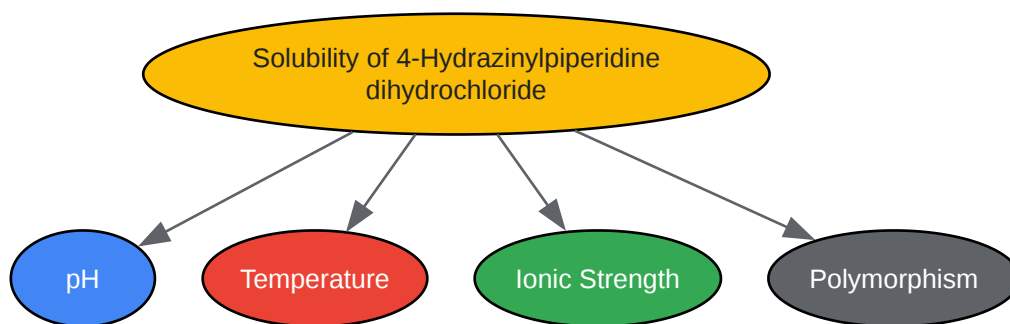 Solubility of 4-Hydrazinylpiperidine
dihydrochloride
pH
Temperature
Ionic Strength
Polymorphism